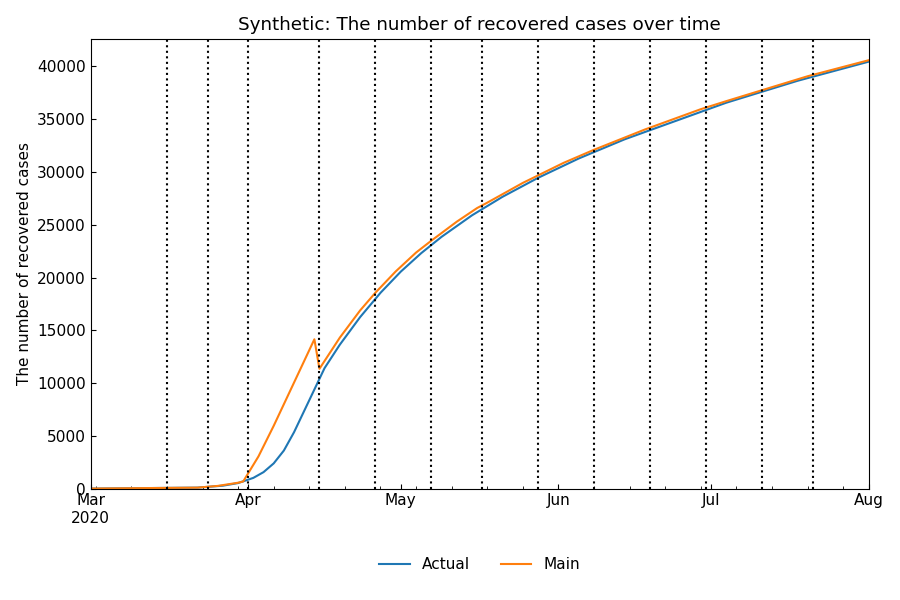 Synthetic: The number of recovered cases over time
The number of recovered cases
40000
35000
30000
25000
20000
15000
10000
5000
0
Mar Apr May Jun Jul Aug
2020
Actual Main